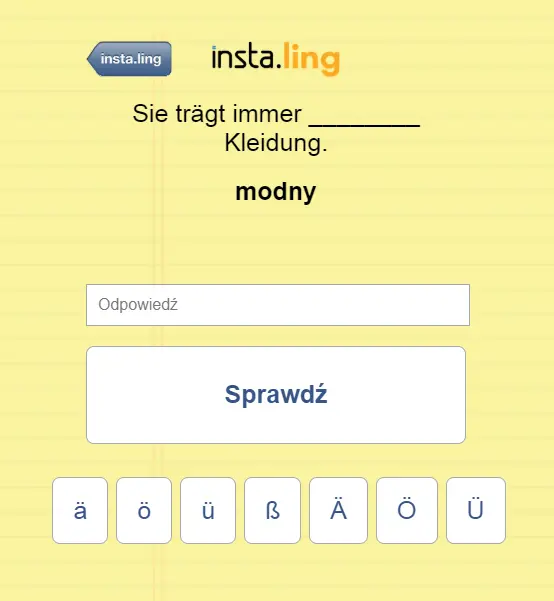 insta.ling
insta.ling
Sie trägt immer ________
Kleidung.
modny
Odpowiedź
Sprawdź
ä ö ü ß Ä Ö Ü